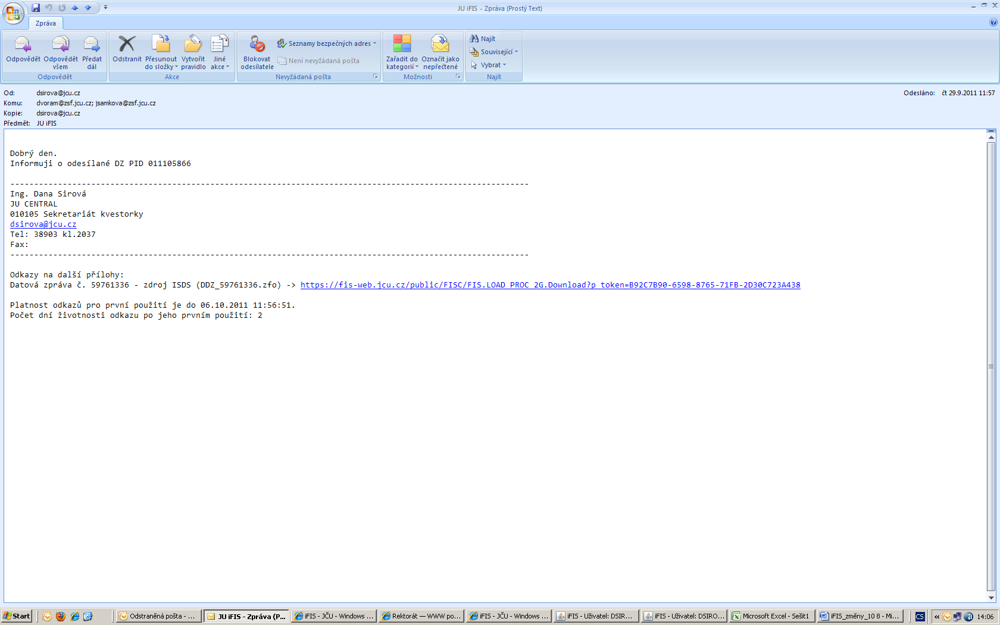 JU iFIS - Zpráva (Prostý Text)
Zpráva
Odpovědět
Odpovědět všem
Předat dál
Odpovědět
Odstranit
Přesunout do složky
Vytvořit pravidlo
Jiné akce
Akce
Blokovat odesílatele
Seznamy bezpečných adres
Není nevyžádaná pošta
Nevyžádaná pošta
Zařadit do kategorií
Označit jako nepřečtené
Možnosti
Najít
Související
Vybrat
Najít
Od: dsirova@jcu.cz
Odesláno: čt 29.9.2011 11:57
Komu: dvoram@zsf.jcu.cz; jsamkova@zsf.jcu.cz
Kopie: dsirova@jcu.cz
Předmět: JU iFIS
Dobrý den.
Informuji o odesílané DZ PID 011105866
-------------------------------------------------------------------------------------------------------------
Ing. Dana Sirová
JU CENTRAL
010105 Sekretariát kvestorky
dsirova@jcu.cz
Tel: 38903 kl.2037
Fax:
-------------------------------------------------------------------------------------------------------------
Odkazy na další přílohy:
Datová zpráva č. 59761336 - zdroj ISDS (DDZ_59761336.zfo) -> https://fis-web.jcu.cz/public/FISC/FIS.LOAD_PROC_2G.Download?p_token=B92C7B90-6598-8765-71FB-2D30C723A438
Platnost odkazů pro první použití je do 06.10.2011 11:56:51.
Počet dní životnosti odkazu po jeho prvním použití: 2
Start
Odstraněná pošta - ...
JU iFIS - Zpráva (P...
iFIS - JČU - Windows ...
Rektorát — WWW po...
iFIS - JČU - Windows ...
iFIS - Uživatel: DSIR...
iFIS - Uživatel: DSIRO...
Microsoft Excel - Sešit1
iFIS_změny_10 8 - Mi...
CS
14:06